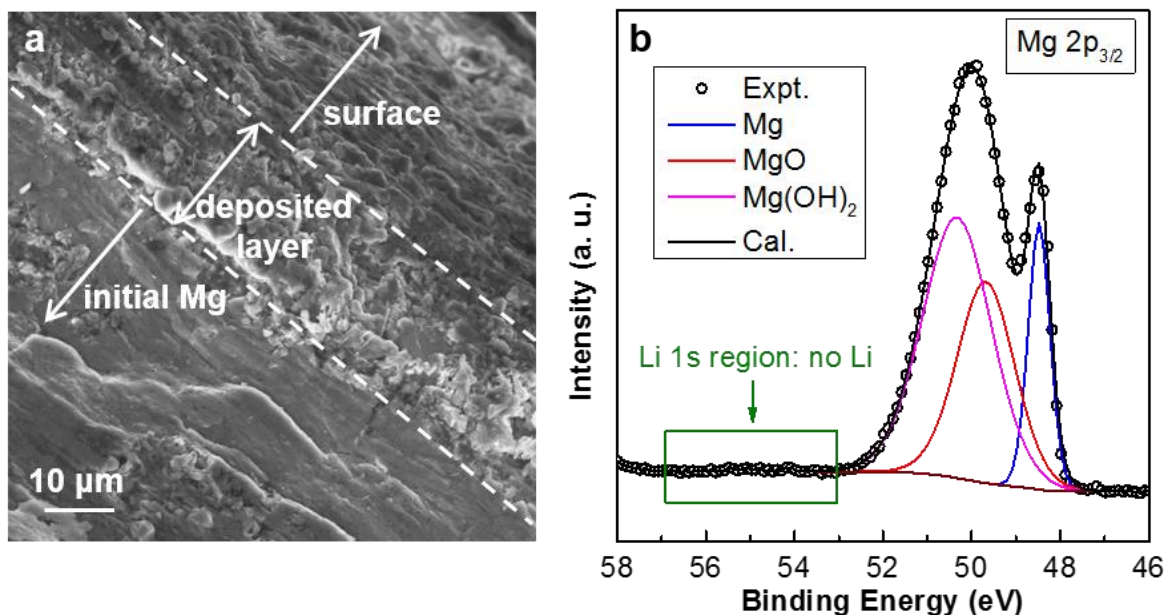 a
surface
deposited
layer
initial Mg
10 µm
b
Mg 2p3/2
Expt.
Mg
MgO
Mg(OH)2
Cal.
Li 1s region: no Li
Intensity (a. u.)
58 56 54 52 50 48 46
Binding Energy (eV)